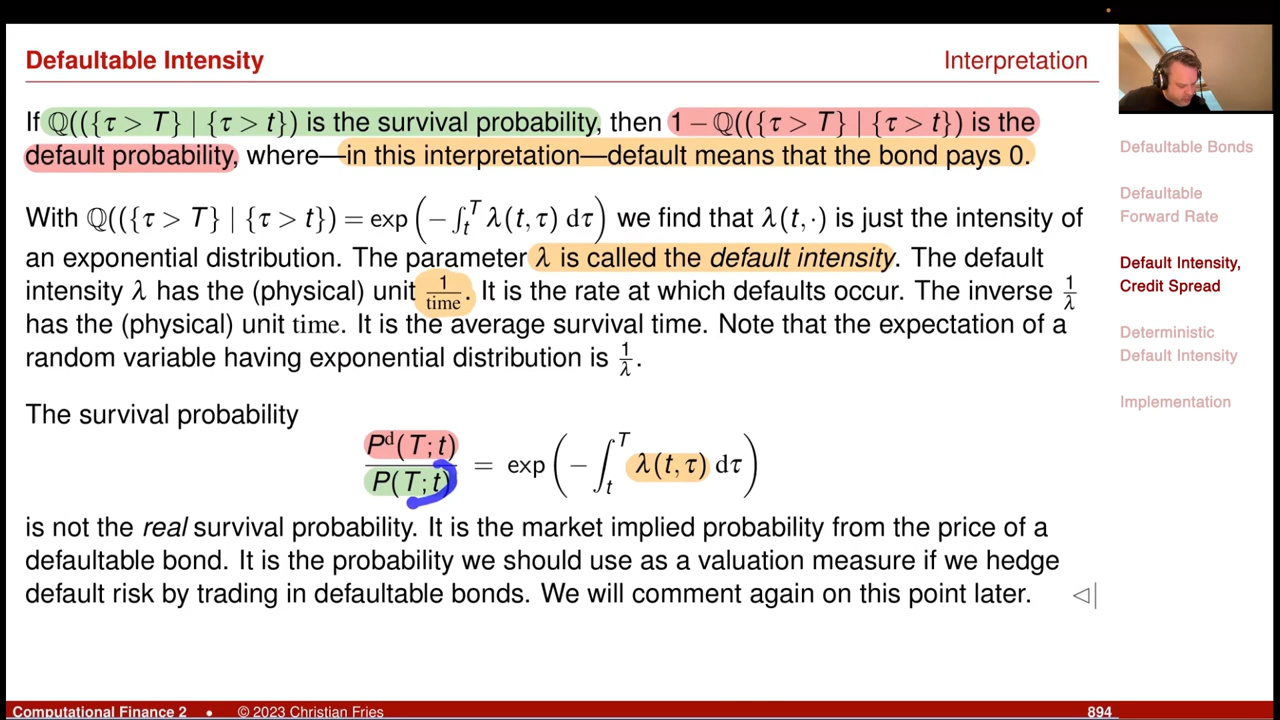 Defaultable Intensity
Interpretation
If ℚ(({τ > T} | {τ > t}) is the survival probability, then 1 − ℚ(({τ > T} | {τ > t}) is the
default probability, where—in this interpretation—default means that the bond pays 0.
With ℚ(({τ > T} | {τ > t}) = exp(−∫_t^T λ(t,τ) dτ) we find that λ(t,·) is just the intensity of
an exponential distribution. The parameter λ is called the default intensity. The default
intensity λ has the (physical) unit 1/time. It is the rate at which defaults occur. The inverse 1/λ
has the (physical) unit time. It is the average survival time. Note that the expectation of a
random variable having exponential distribution is 1/λ.
The survival probability
P^d(T;t)/P(T;t) = exp(−∫_t^T λ(t,τ) dτ)
is not the real survival probability. It is the market implied probability from the price of a
defaultable bond. It is the probability we should use as a valuation measure if we hedge
default risk by trading in defaultable bonds. We will comment again on this point later. ◁|
Defaultable Bonds
Defaultable
Forward Rate
Default Intensity,
Credit Spread
Deterministic
Default Intensity
Implementation
Computational Finance 2 • © 2023 Christian Fries
894